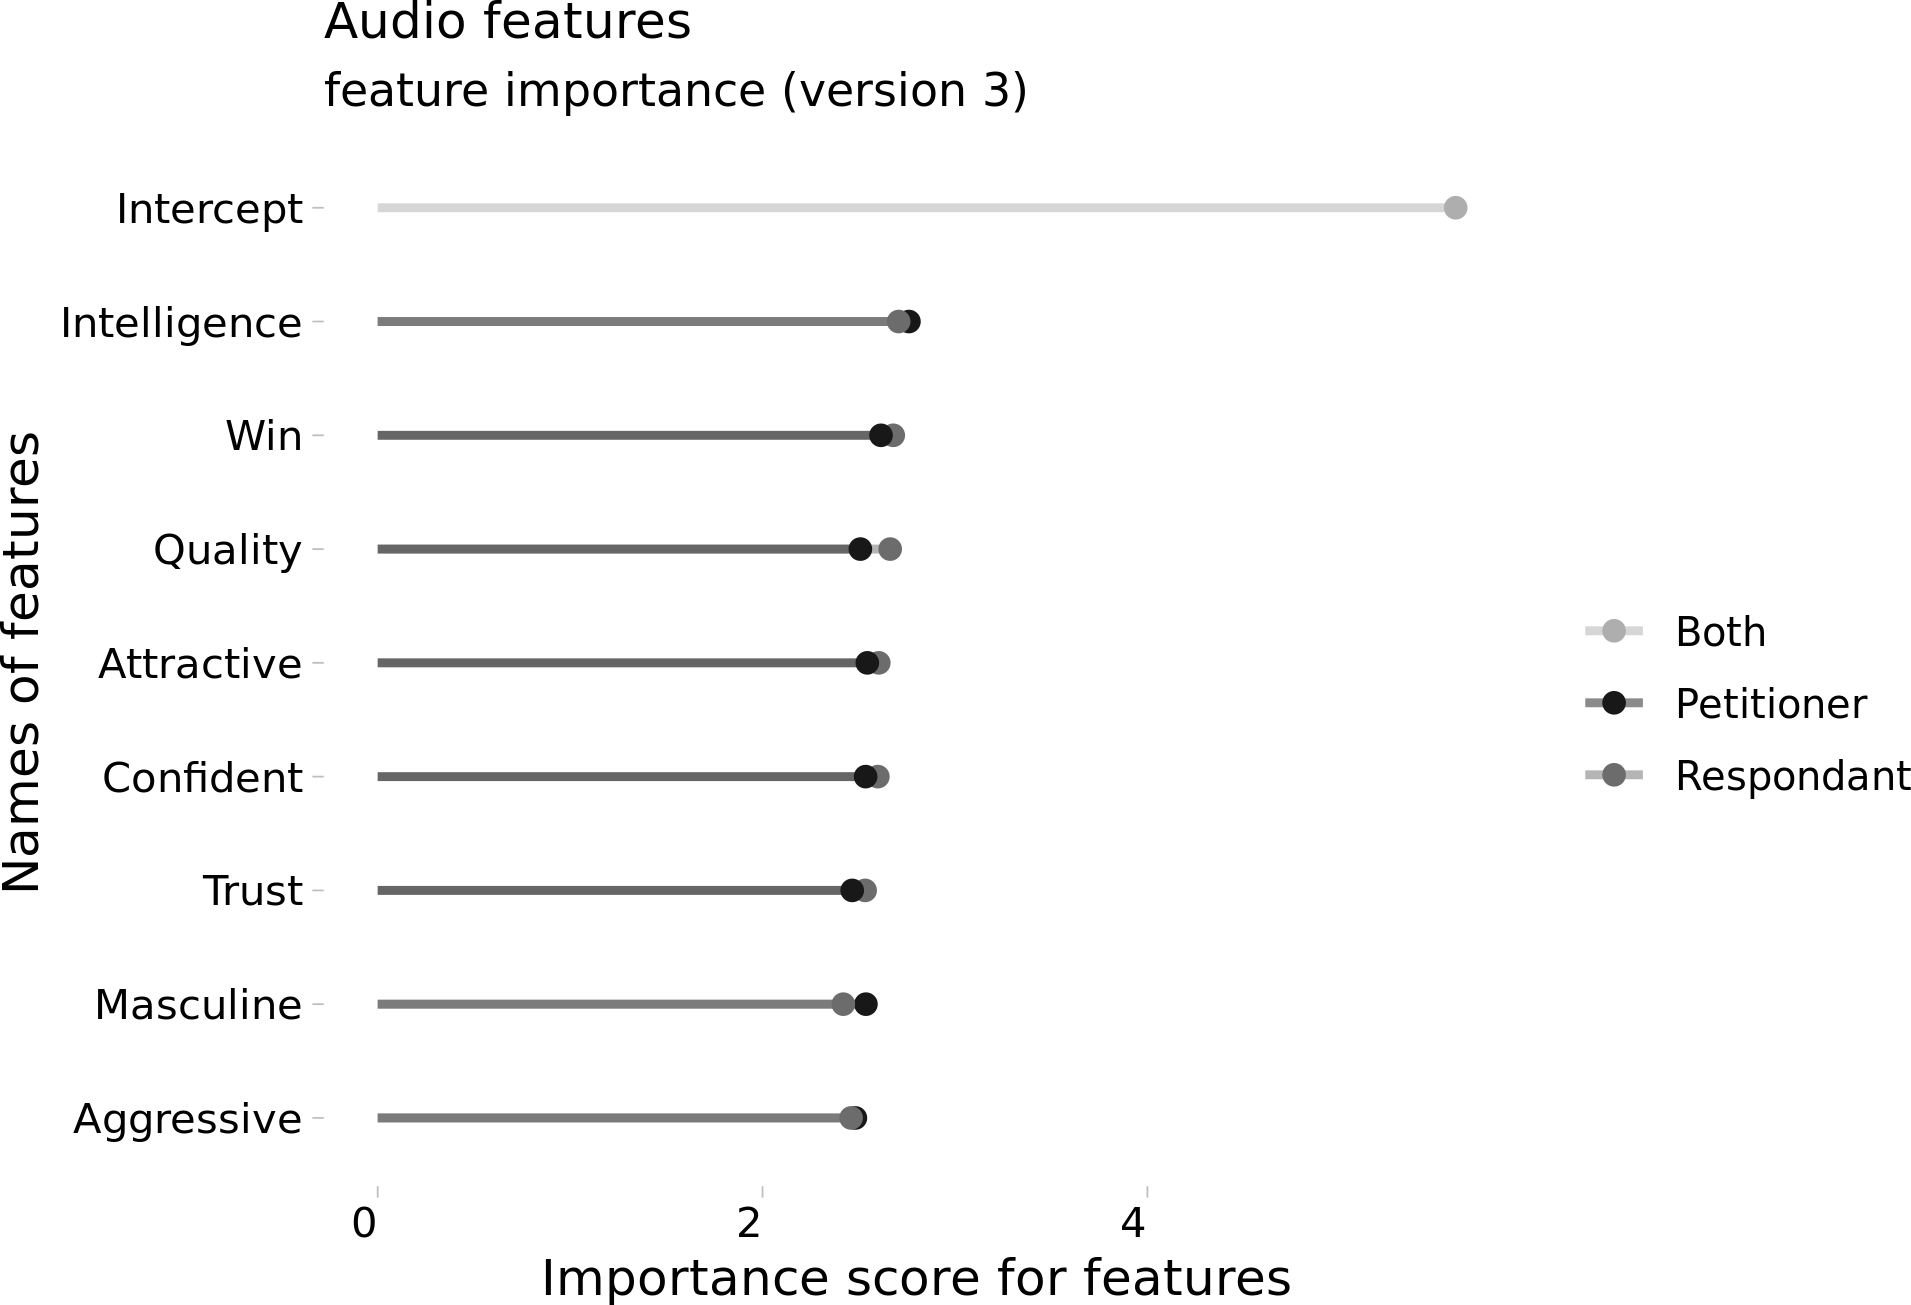 Audio features
feature importance (version 3)
Intercept
Intelligence
Win
Quality
Attractive
Confident
Trust
Masculine
Aggressive
Names of features
0 2 4
Importance score for features
Both
Petitioner
Respondant